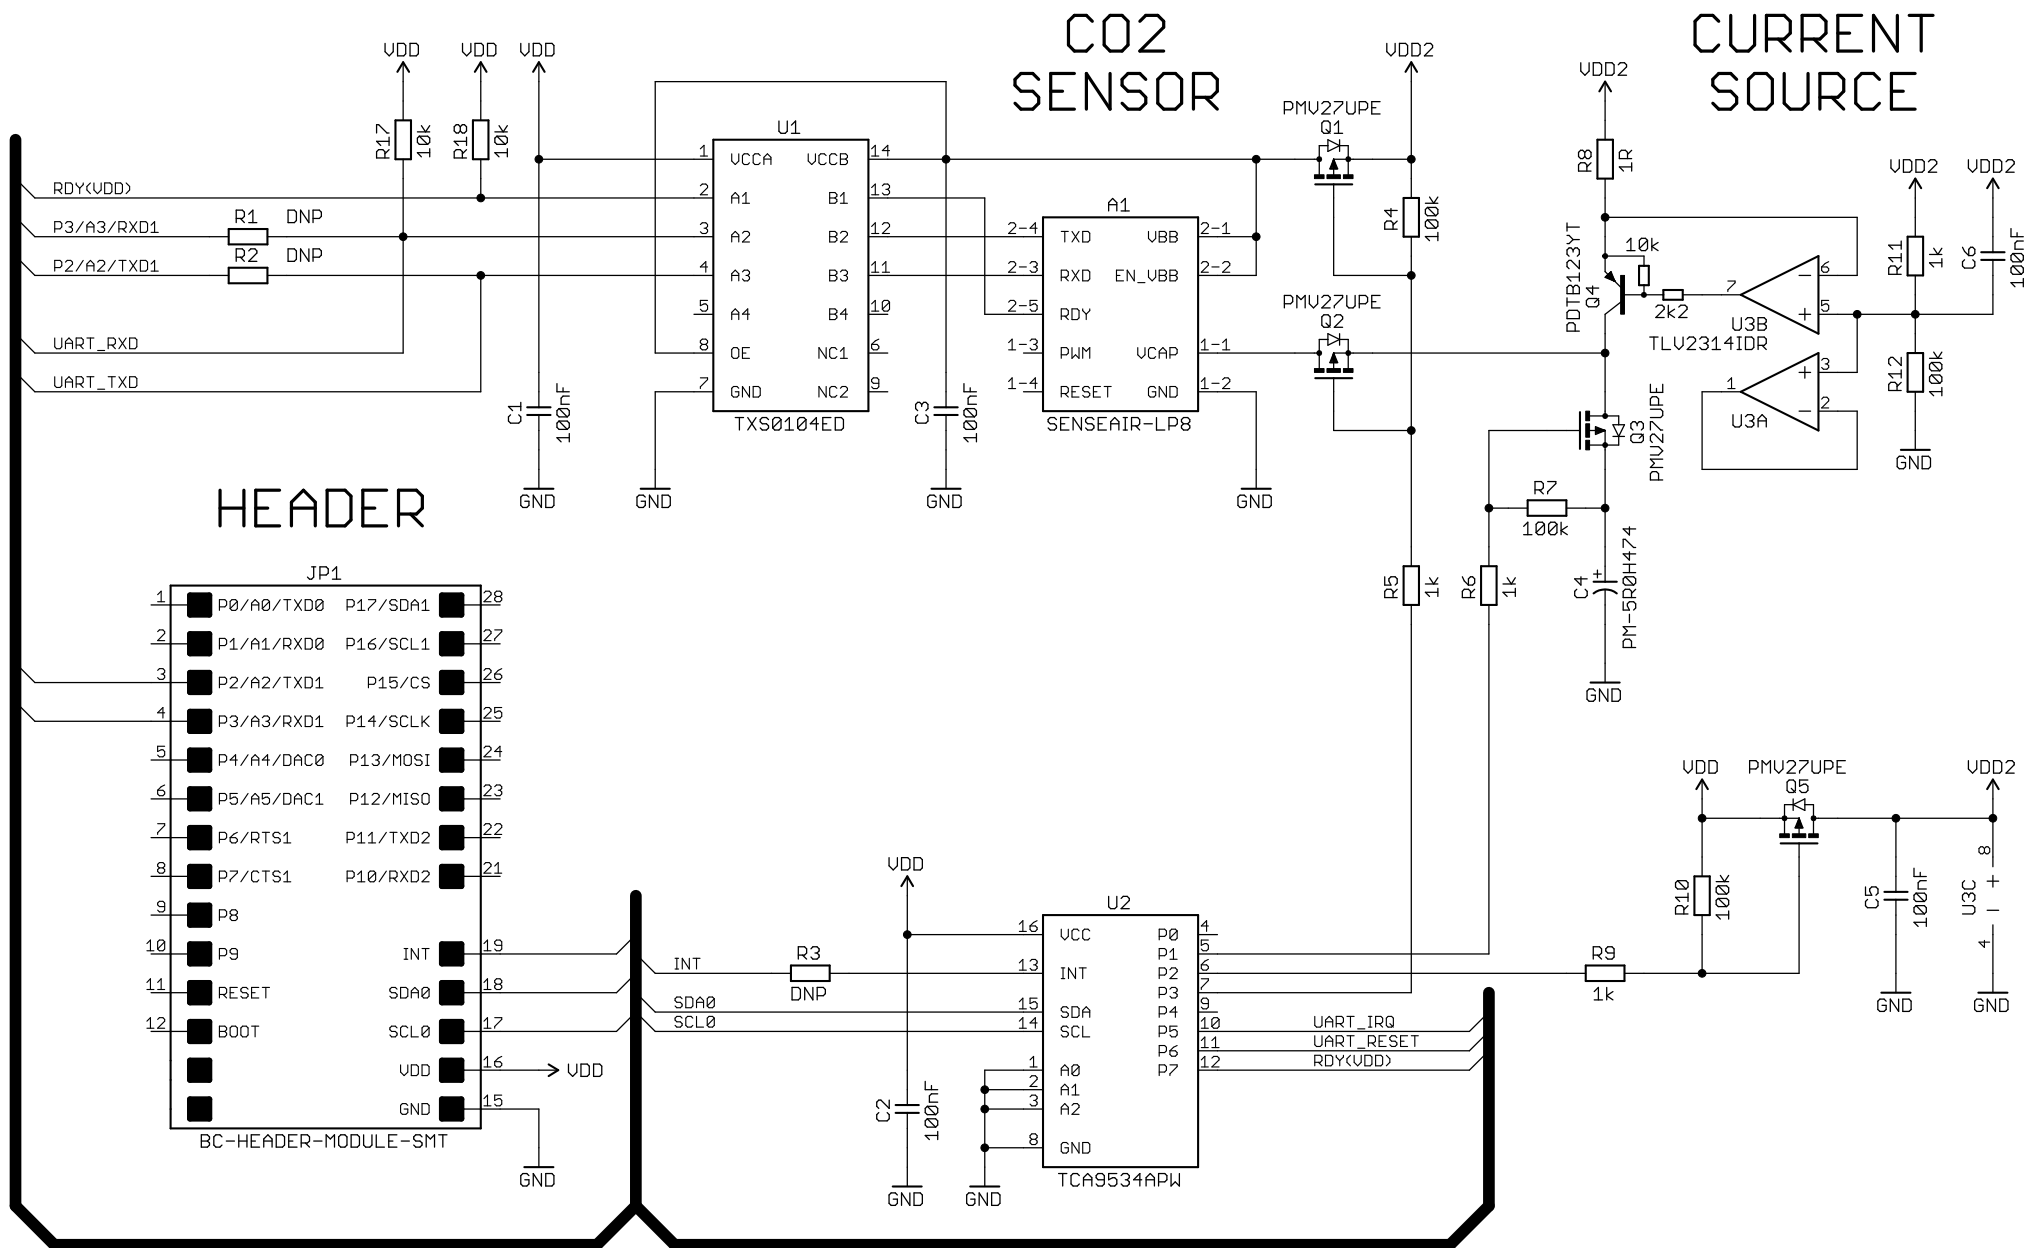 CO2
SENSOR
CURRENT
SOURCE
HEADER
VDD
VDD
VDD
R17
10k
R18
10k
RDY(VDD)
P3/A3/RXD1
R1
DNP
P2/A2/TXD1
R2
DNP
UART_RXD
UART_TXD
C1
100nF
GND
GND
U1
1 VCCA VCCB 14
2 A1 B1 13
3 A2 B2 12
4 A3 B3 11
5 A4 B4 10
8 OE NC1 6
7 GND NC2 9
TXS0104ED
C3
100nF
GND
A1
2-4 TXD VBB 2-1
2-3 RXD EN_VBB 2-2
2-5 RDY
1-3 PWM VCAP 1-1
1-4 RESET GND 1-2
SENSEAIR-LP8
GND
PMV27UPE
Q1
VDD2
R4
100k
PMV27UPE
Q2
R5
1k
R6
1k
VDD2
R8
1R
PDTB123YT
Q4
10k
2k2
7
6
5
U3B
TLV2314IDR
1
3
2
U3A
VDD2
VDD2
R11
1k
C6
100nF
R12
100k
GND
Q3
PMV27UPE
R7
100k
C4
+
PM-5R0H474
GND
JP1
1 P0/A0/TXD0 P17/SDA1 28
2 P1/A1/RXD0 P16/SCL1 27
3 P2/A2/TXD1 P15/CS 26
4 P3/A3/RXD1 P14/SCLK 25
5 P4/A4/DAC0 P13/MOSI 24
6 P5/A5/DAC1 P12/MISO 23
7 P6/RTS1 P11/TXD2 22
8 P7/CTS1 P10/RXD2 21
9 P8
10 P9 INT 19
11 RESET SDA0 18
12 BOOT SCL0 17
VDD 16 VDD
GND 15
BC-HEADER-MODULE-SMT
GND
VDD
C2
100nF
GND
GND
INT
R3
DNP
SDA0
SCL0
U2
16 VCC P0 4
P1 5
13 INT P2 6
P3 7
15 SDA P4 9
14 SCL P5 10
P6 11
1 A0 P7 12
2 A1
3 A2
8 GND
TCA9534APW
UART_IRQ
UART_RESET
RDY(VDD)
R9
1k
VDD
PMV27UPE
Q5
VDD2
R10
100k
C5
100nF
GND
U3C
8
+
-
4
GND